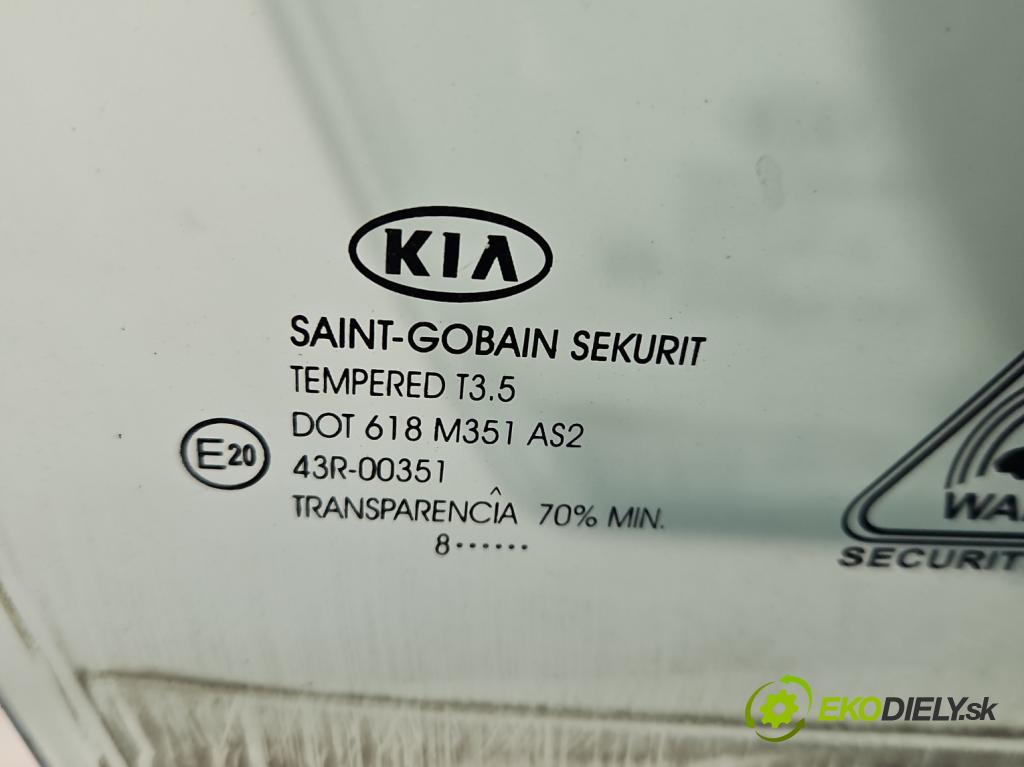 KIA
SAINT-GOBAIN SEKURIT
TEMPERED T3.5
DOT 618 M351 AS2
E20
43R-00351
TRANSPARENCÎA 70% MIN.
8······
SECURIT
EKODIELY.sk